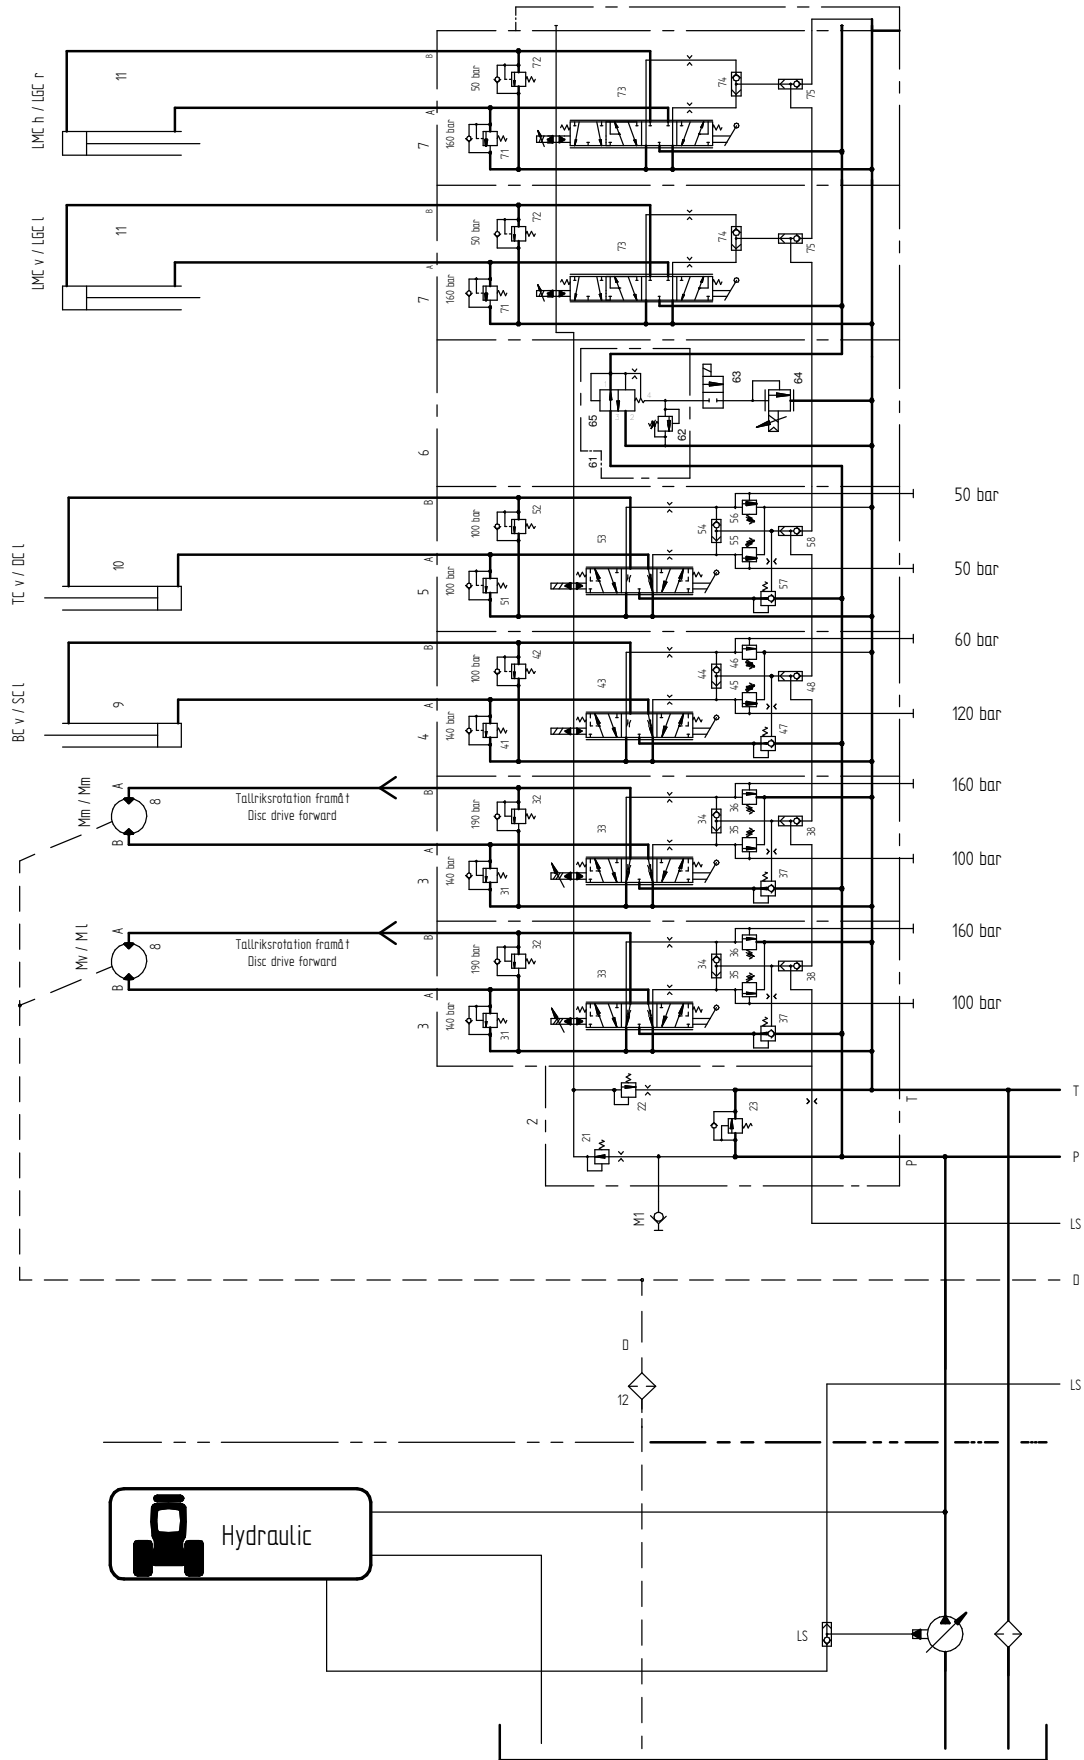 LMC h / LGC r
11
B
A
7
50 bar
72
160 bar
71
73
74
75
LMC v / LGC l
11
B
A
7
50 bar
72
160 bar
71
73
74
75
6
65
61
62
63
64
TC v / DC l
10
B
A
5
100 bar
52
100 bar
51
53
54
56
55
58
57
50 bar
50 bar
BC v / SC l
9
B
A
4
100 bar
42
140 bar
41
43
44
46
45
48
47
60 bar
120 bar
Mm / Mm
A
B
8
Tallriksrotation framåt
Disc drive forward
B
A
3
190 bar
32
140 bar
31
33
34
36
35
38
37
160 bar
100 bar
Mv / M l
A
B
8
Tallriksrotation framåt
Disc drive forward
B
A
3
190 bar
32
140 bar
31
33
34
36
35
38
37
160 bar
100 bar
2
22
23
21
T
T
P
P
M1
LS
D
D
12
LS
Hydraulic
LS